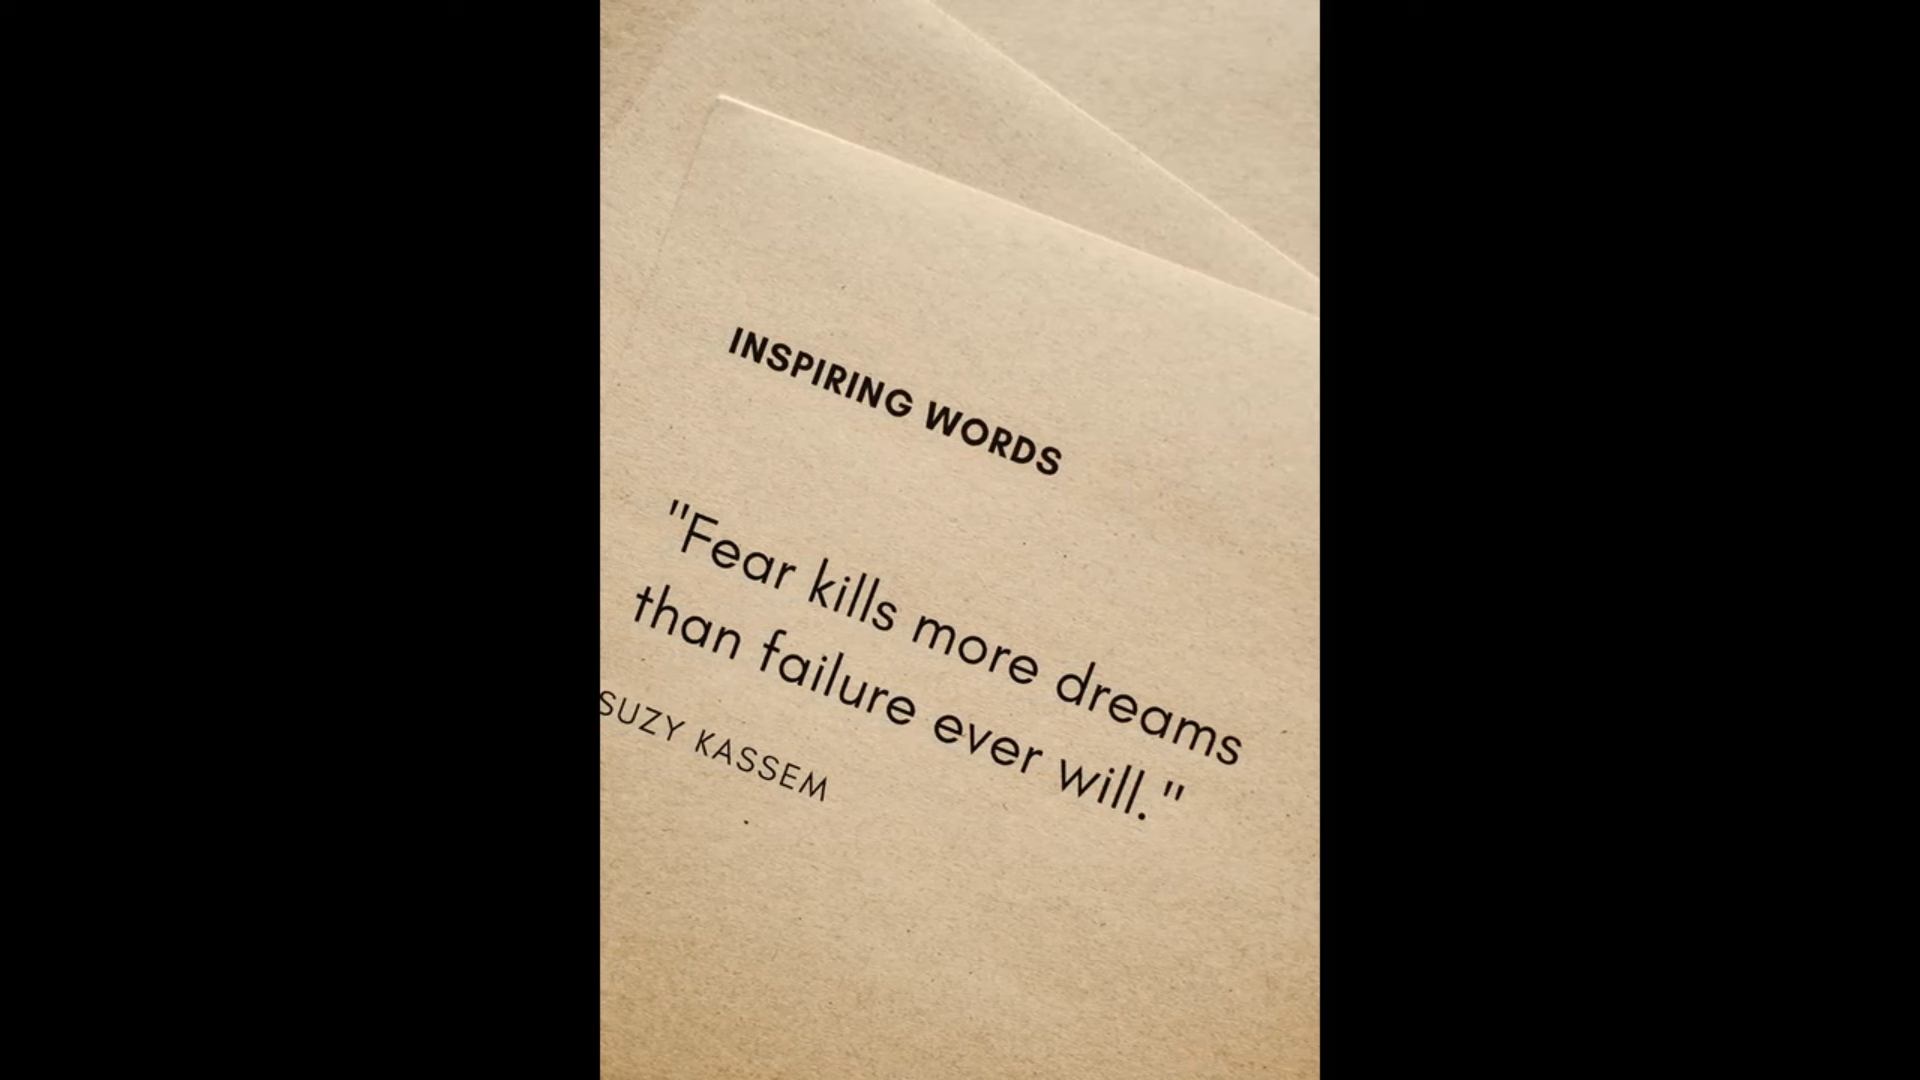 INSPIRING WORDS
"Fear kills more dreams
than failure ever will."
SUZY KASSEM